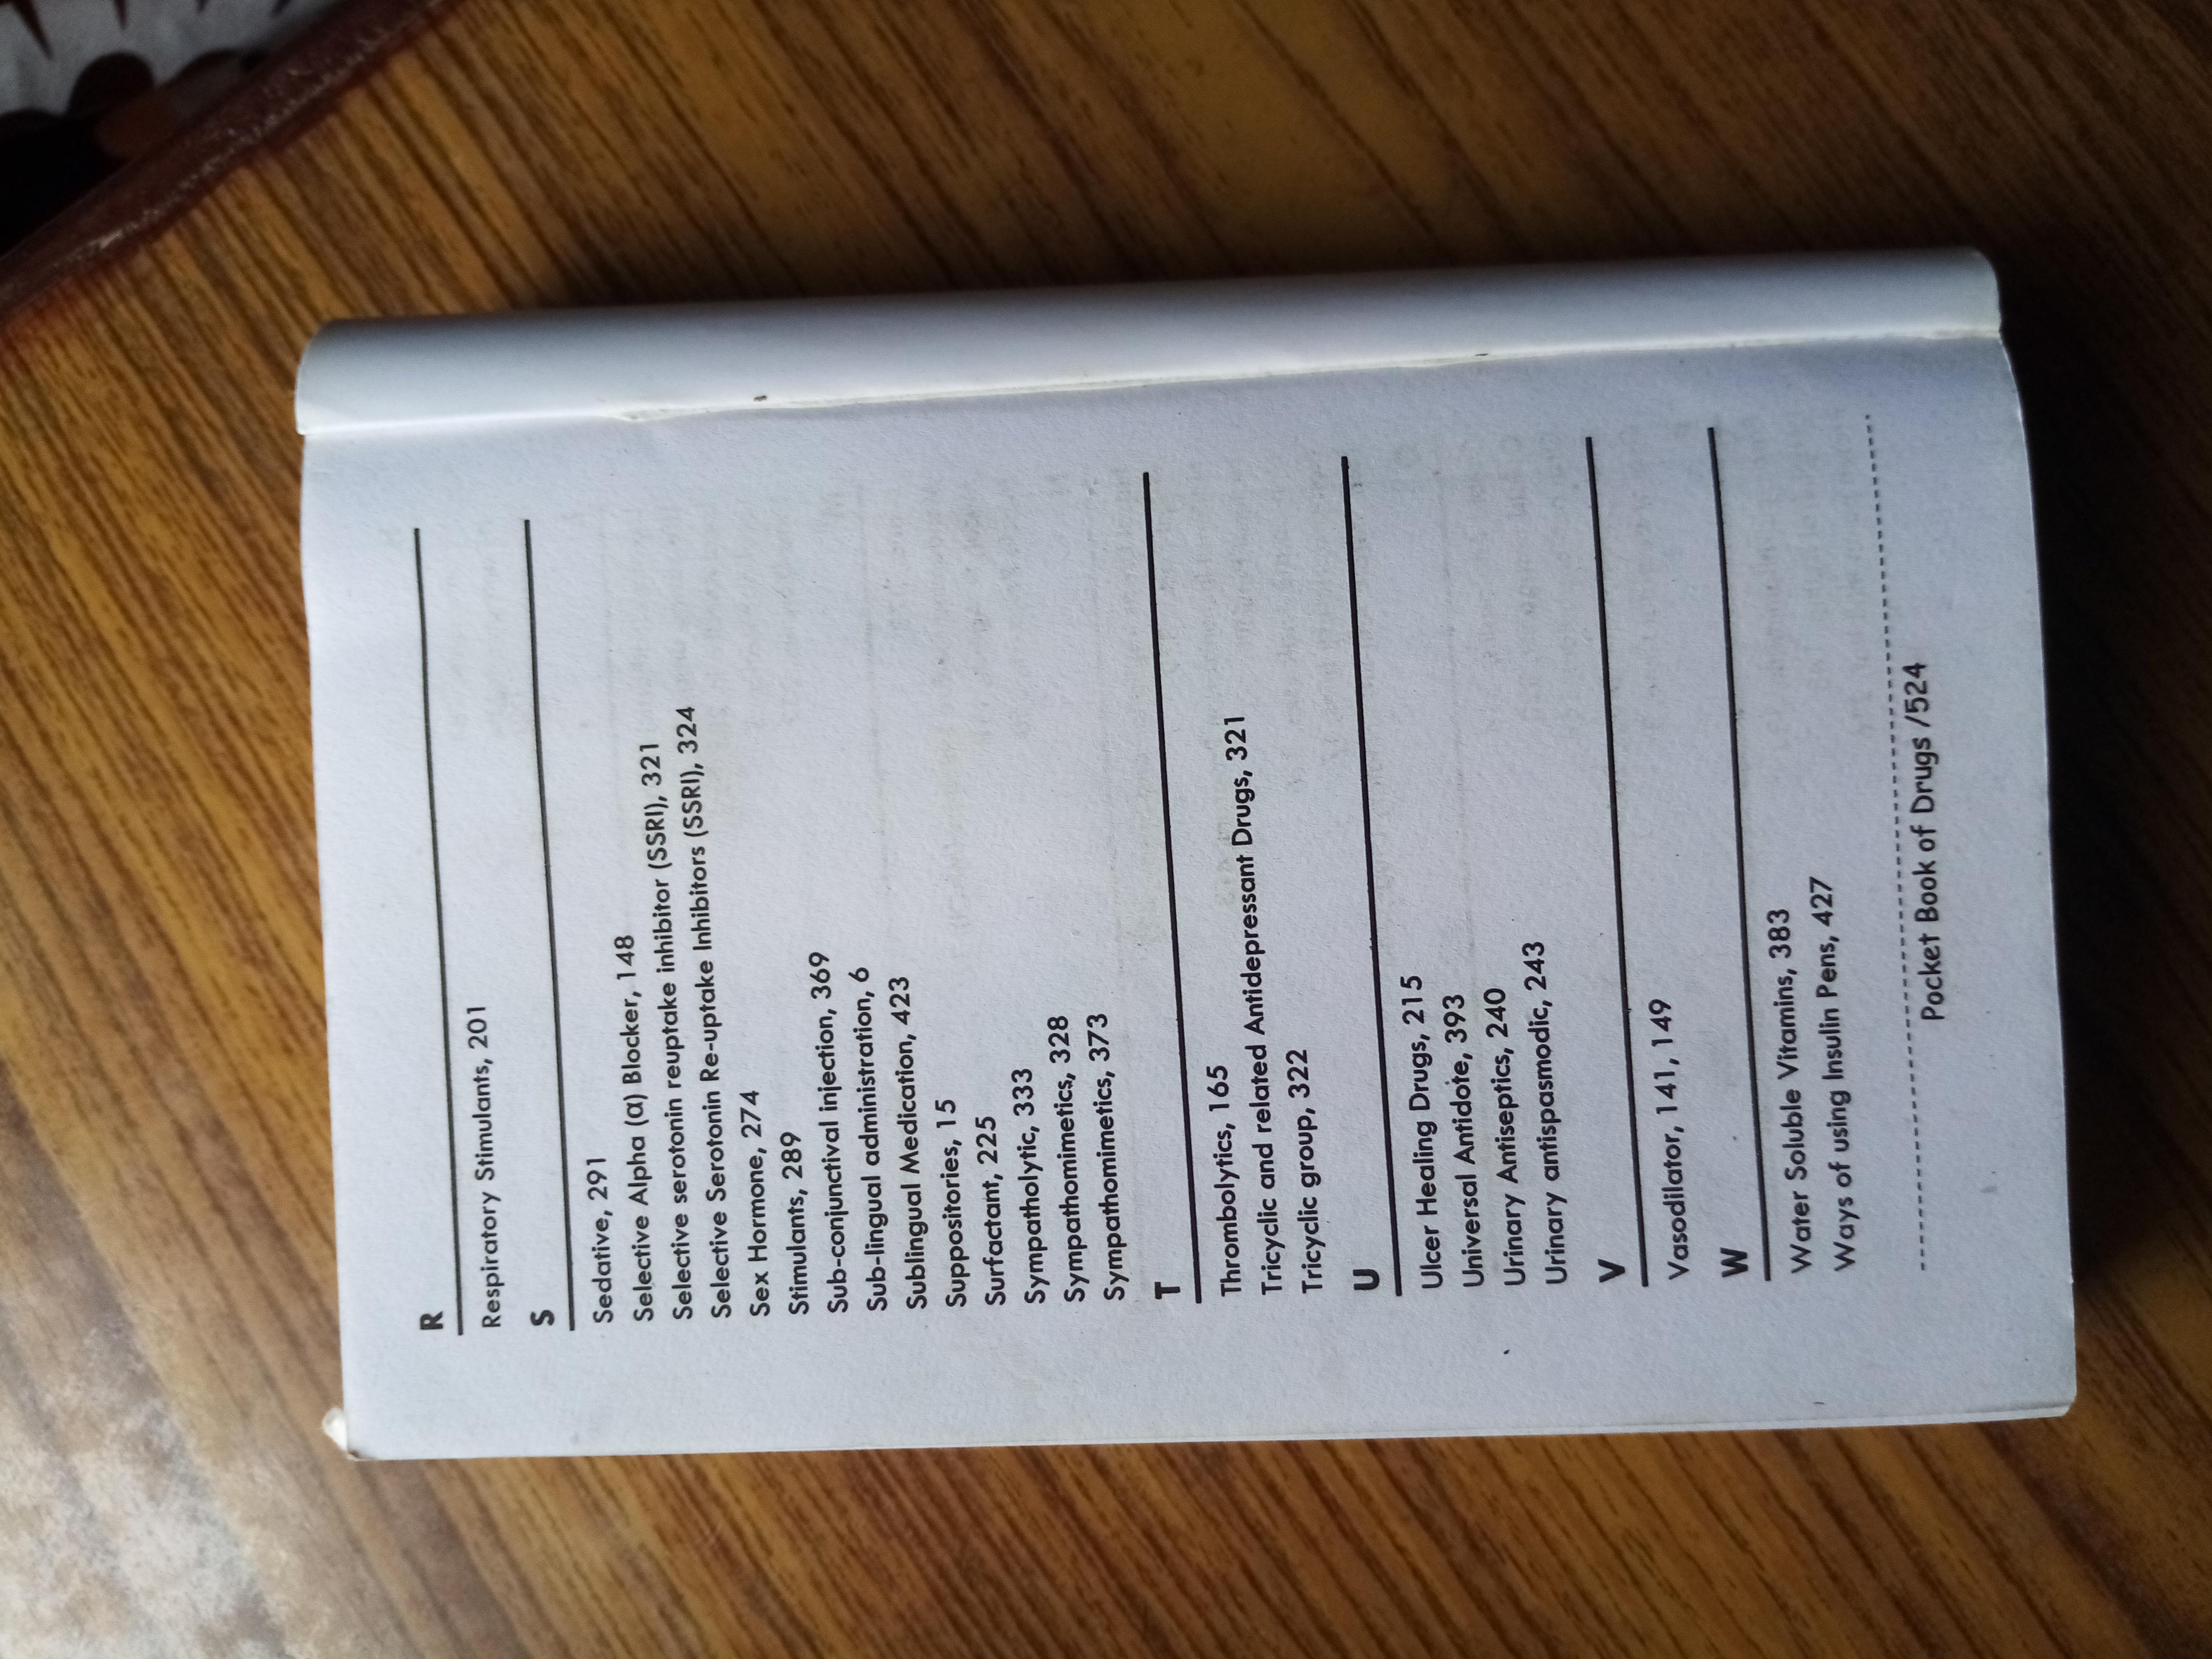 R
Respiratory Stimulants, 201
S
Sedative, 291
Selective Alpha (α) Blocker, 148
Selective serotonin reuptake inhibitor (SSRI), 321
Selective Serotonin Re-uptake Inhibitors (SSRI), 324
Sex Hormone, 274
Stimulants, 289
Sub-conjunctival injection, 369
Sub-lingual administration, 6
Sublingual Medication, 423
Suppositories, 15
Surfactant, 225
Sympatholytic, 333
Sympathomimetics, 328
Sympathomimetics, 373
T
Thrombolytics, 165
Tricyclic and related Antidepressant Drugs, 321
Tricyclic group, 322
U
Ulcer Healing Drugs, 215
Universal Antidote, 393
Urinary Antiseptics, 240
Urinary antispasmodic, 243
V
Vasodilator, 141, 149
W
Water Soluble Vitamins, 383
Ways of using Insulin Pens, 427
Pocket Book of Drugs /524